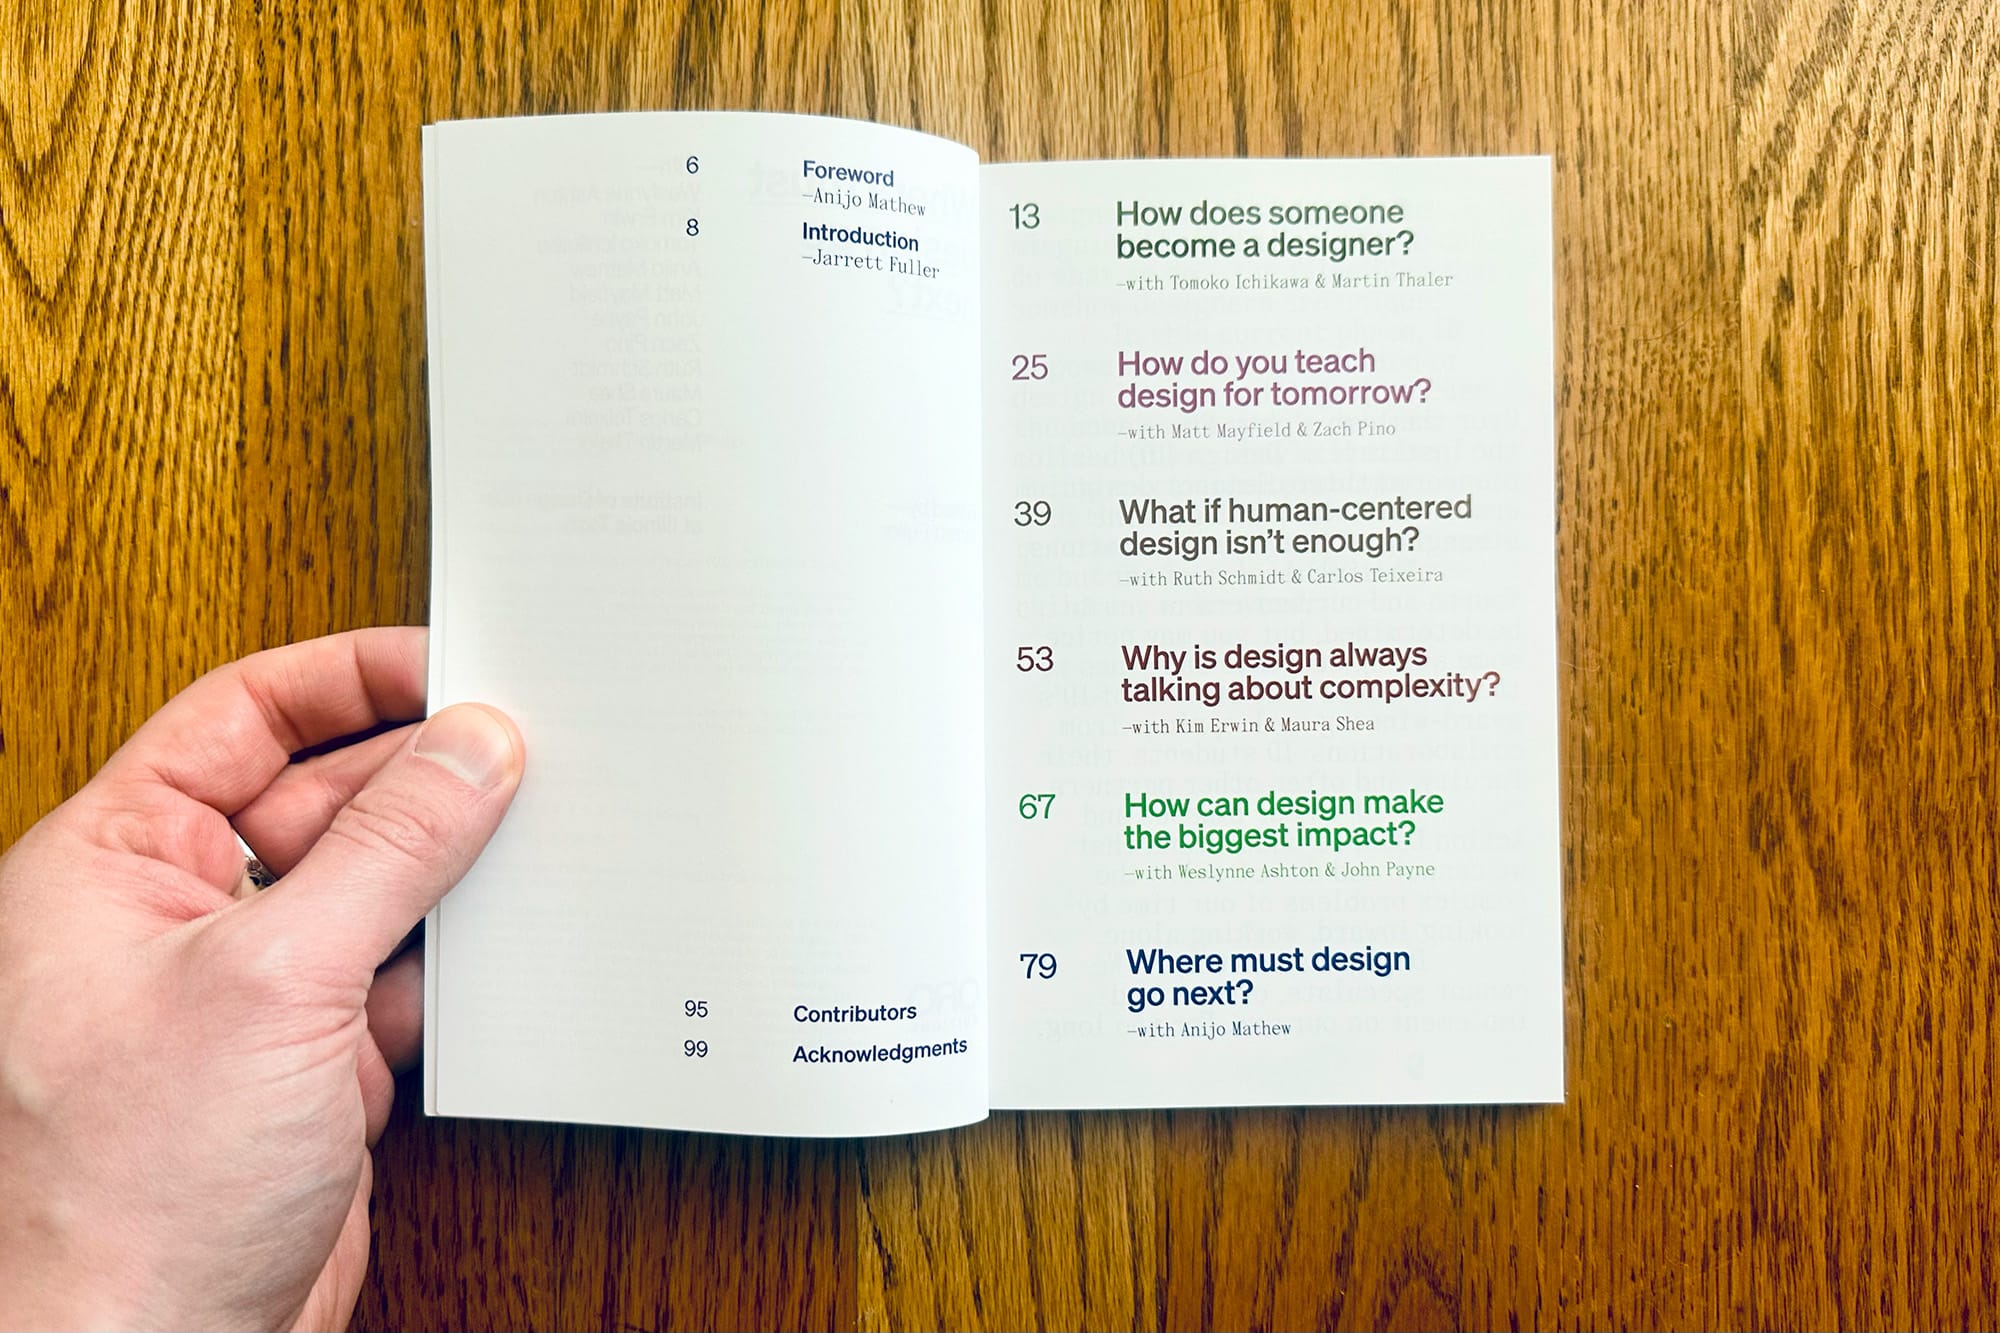 6 Foreword
—Anijo Mathew
8 Introduction
—Jarrett Fuller
95 Contributors
99 Acknowledgments
13 How does someone
become a designer?
—with Tomoko Ichikawa & Martin Thaler
25 How do you teach
design for tomorrow?
—with Matt Mayfield & Zach Pino
39 What if human-centered
design isn’t enough?
—with Ruth Schmidt & Carlos Teixeira
53 Why is design always
talking about complexity?
—with Kim Erwin & Maura Shea
67 How can design make
the biggest impact?
—with Weslynne Ashton & John Payne
79 Where must design
go next?
—with Anijo Mathew